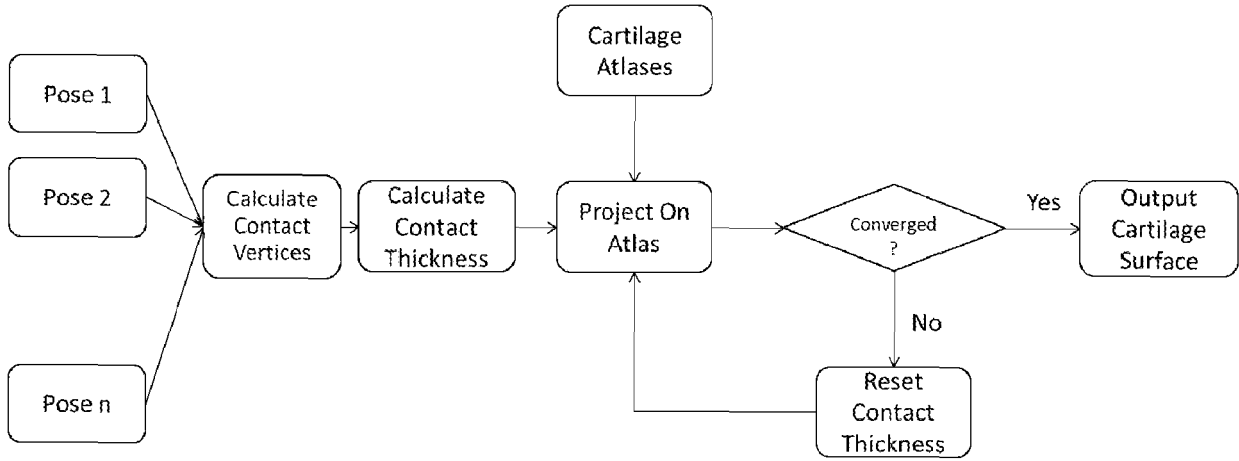 Cartilage
Atlases
Pose 1
Pose 2
Pose n
Calculate
Contact
Vertices
Calculate
Contact
Thickness
Project On
Atlas
Converged
?
Yes
Output
Cartilage
Surface
No
Reset
Contact
Thickness